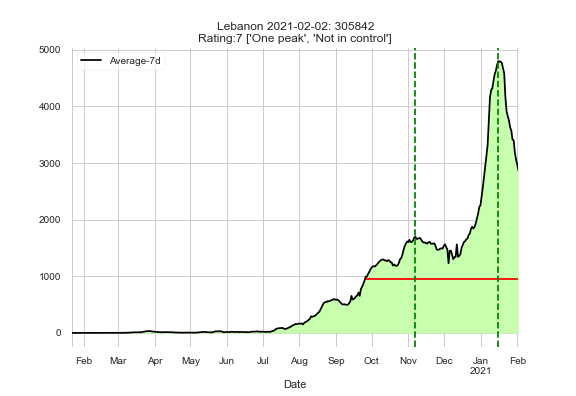 Lebanon 2021-02-02: 305842
Rating:7 ['One peak', 'Not in control']
5000
Average-7d
4000
3000
2000
1000
0
Feb Mar Apr May Jun Jul Aug Sep Oct Nov Dec Jan Feb
2021
Date